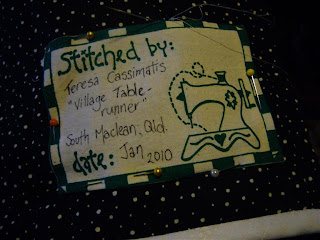 Stitched by:
Teresa Cassimatis
"Village Table-
runner"
South Maclean, Qld.
date: Jan 2010